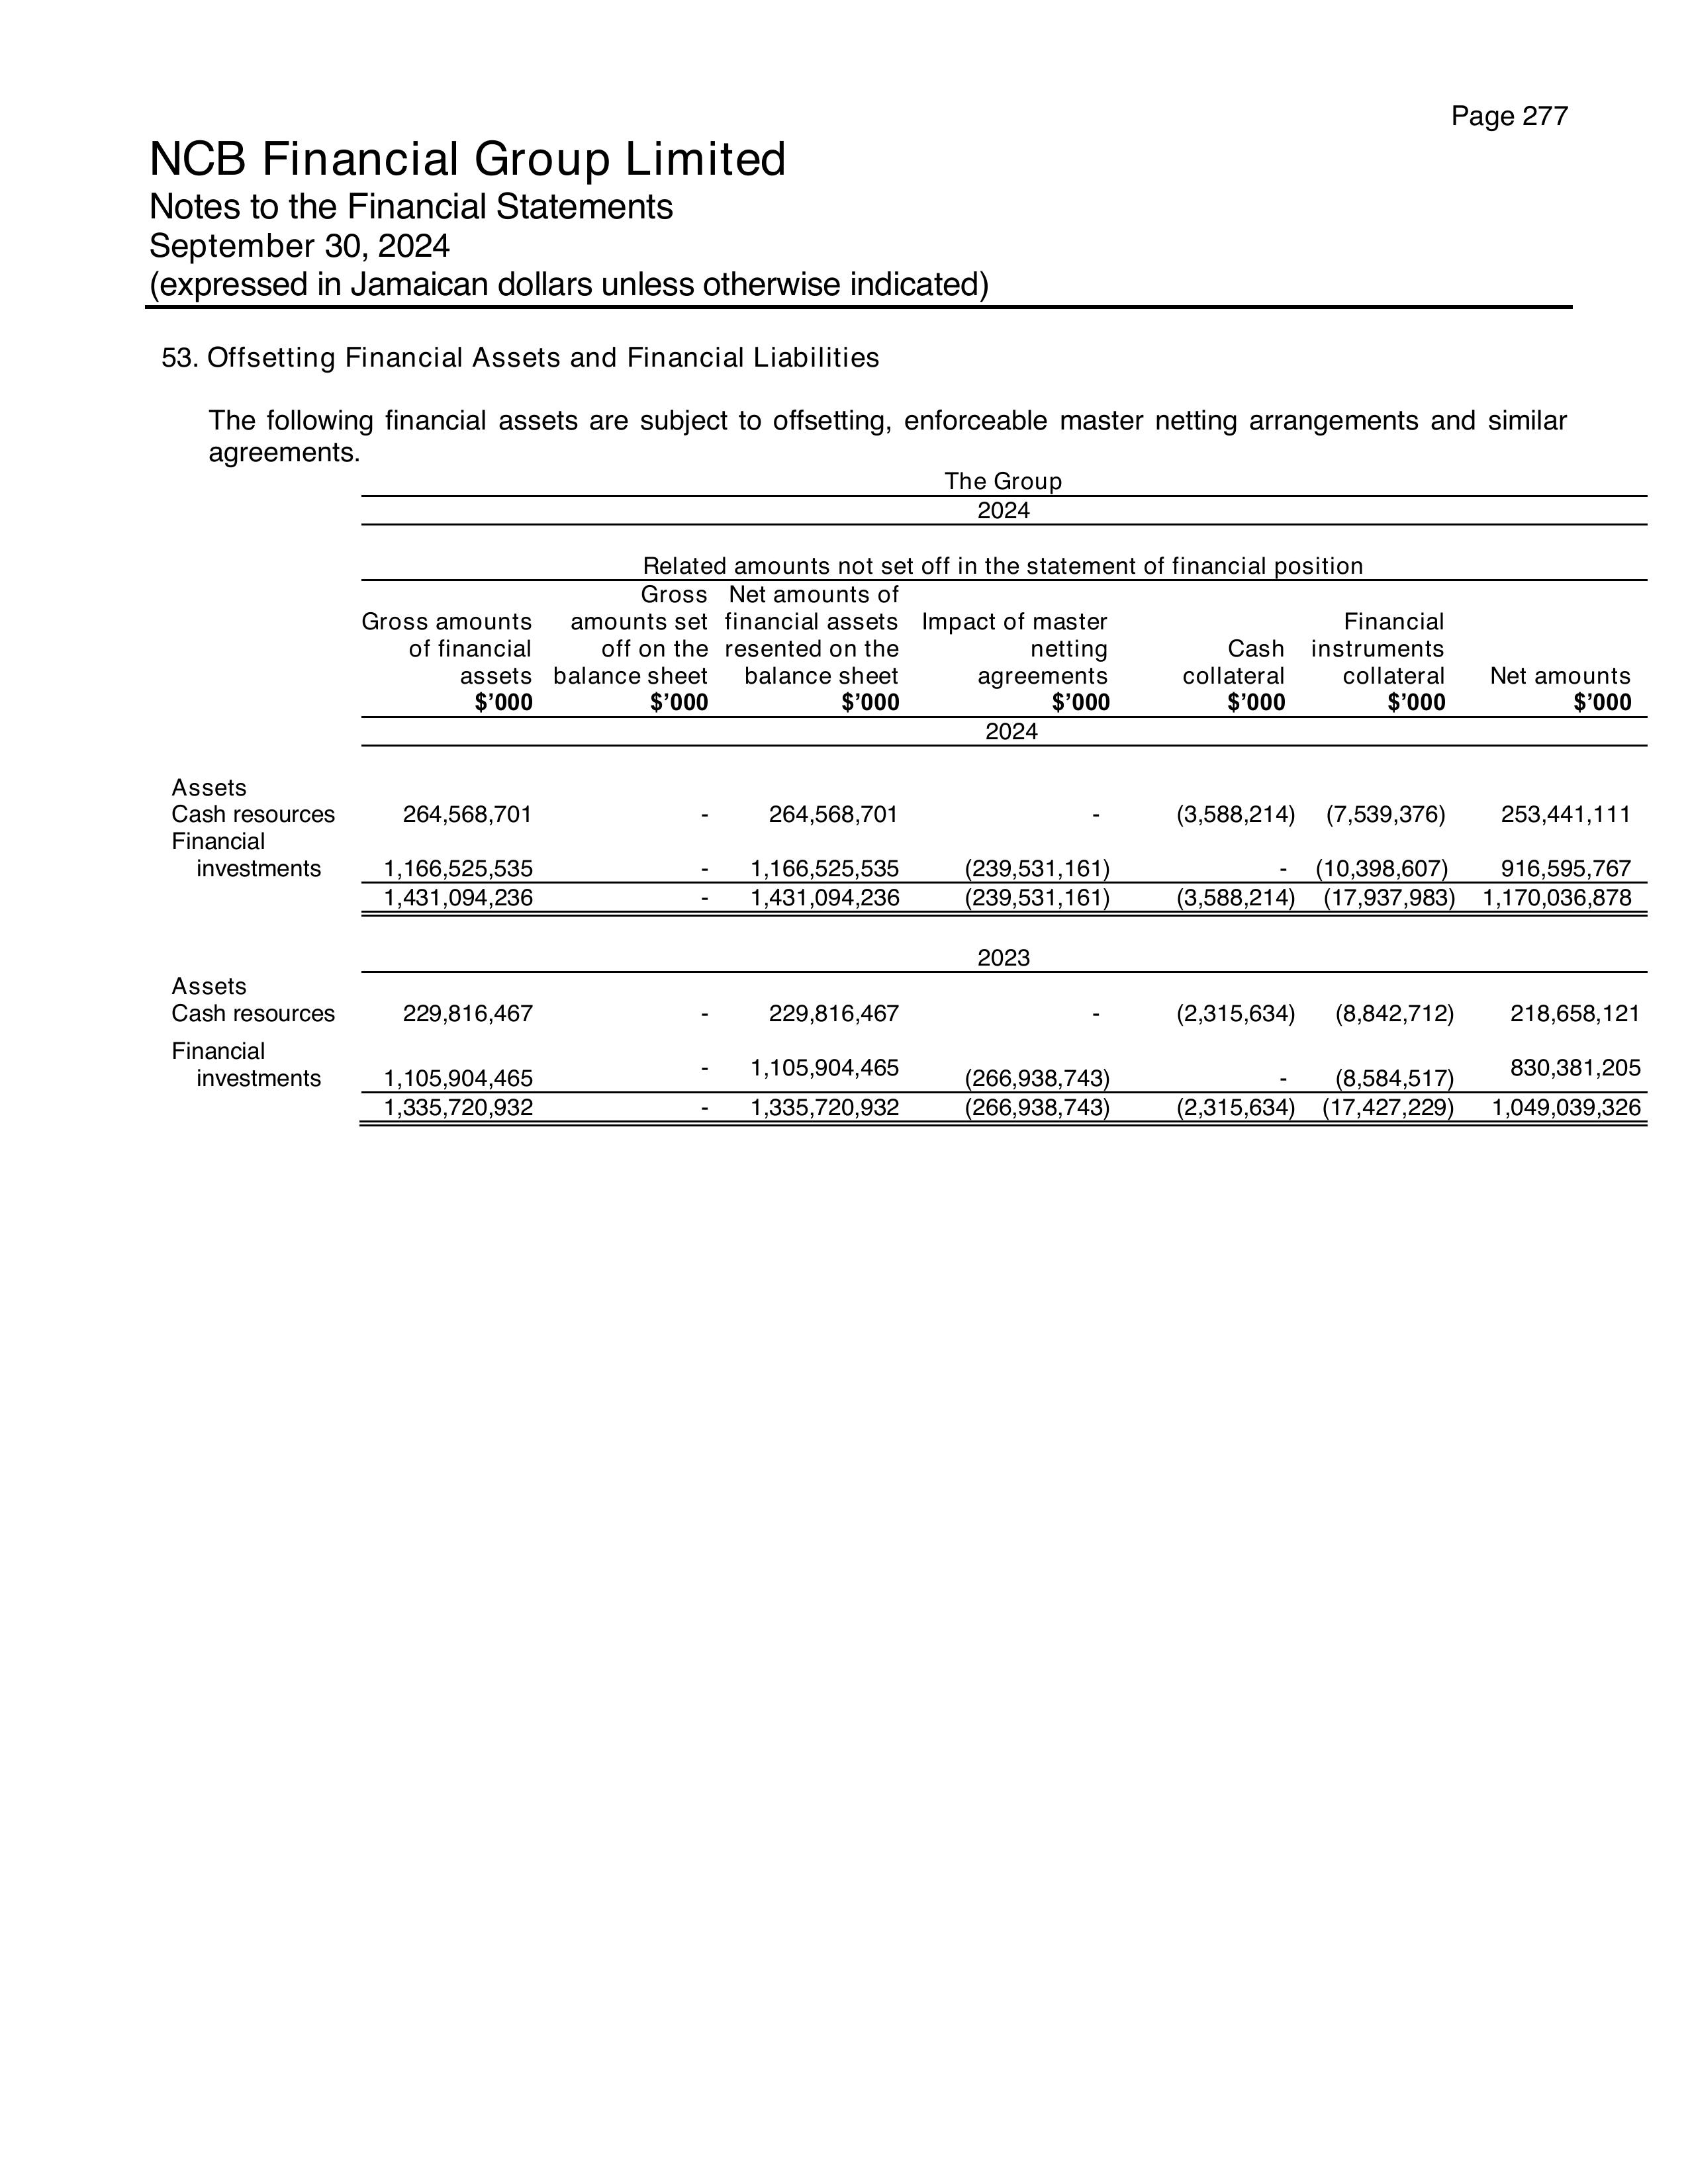 Page 277
NCB Financial Group Limited
Notes to the Financial Statements
September 30, 2024
(expressed in Jamaican dollars unless otherwise indicated)
53. Offsetting Financial Assets and Financial Liabilities
The following financial assets are subject to offsetting, enforceable master netting arrangements and similar
agreements.
The Group
2024
Related amounts not set off in the statement of financial position
Gross Net amounts of
Gross amounts amounts set financial assets Impact of master Financial
of financial off on the resented on the netting Cash instruments
assets balance sheet balance sheet agreements collateral collateral Net amounts
$’000 $’000 $’000 $’000 $’000 $’000 $’000
2024
Assets
Cash resources 264,568,701 - 264,568,701 - (3,588,214) (7,539,376) 253,441,111
Financial
investments 1,166,525,535 - 1,166,525,535 (239,531,161) - (10,398,607) 916,595,767
1,431,094,236 - 1,431,094,236 (239,531,161) (3,588,214) (17,937,983) 1,170,036,878
2023
Assets
Cash resources 229,816,467 - 229,816,467 - (2,315,634) (8,842,712) 218,658,121
Financial
investments 1,105,904,465 - 1,105,904,465 (266,938,743) - (8,584,517) 830,381,205
1,335,720,932 - 1,335,720,932 (266,938,743) (2,315,634) (17,427,229) 1,049,039,326